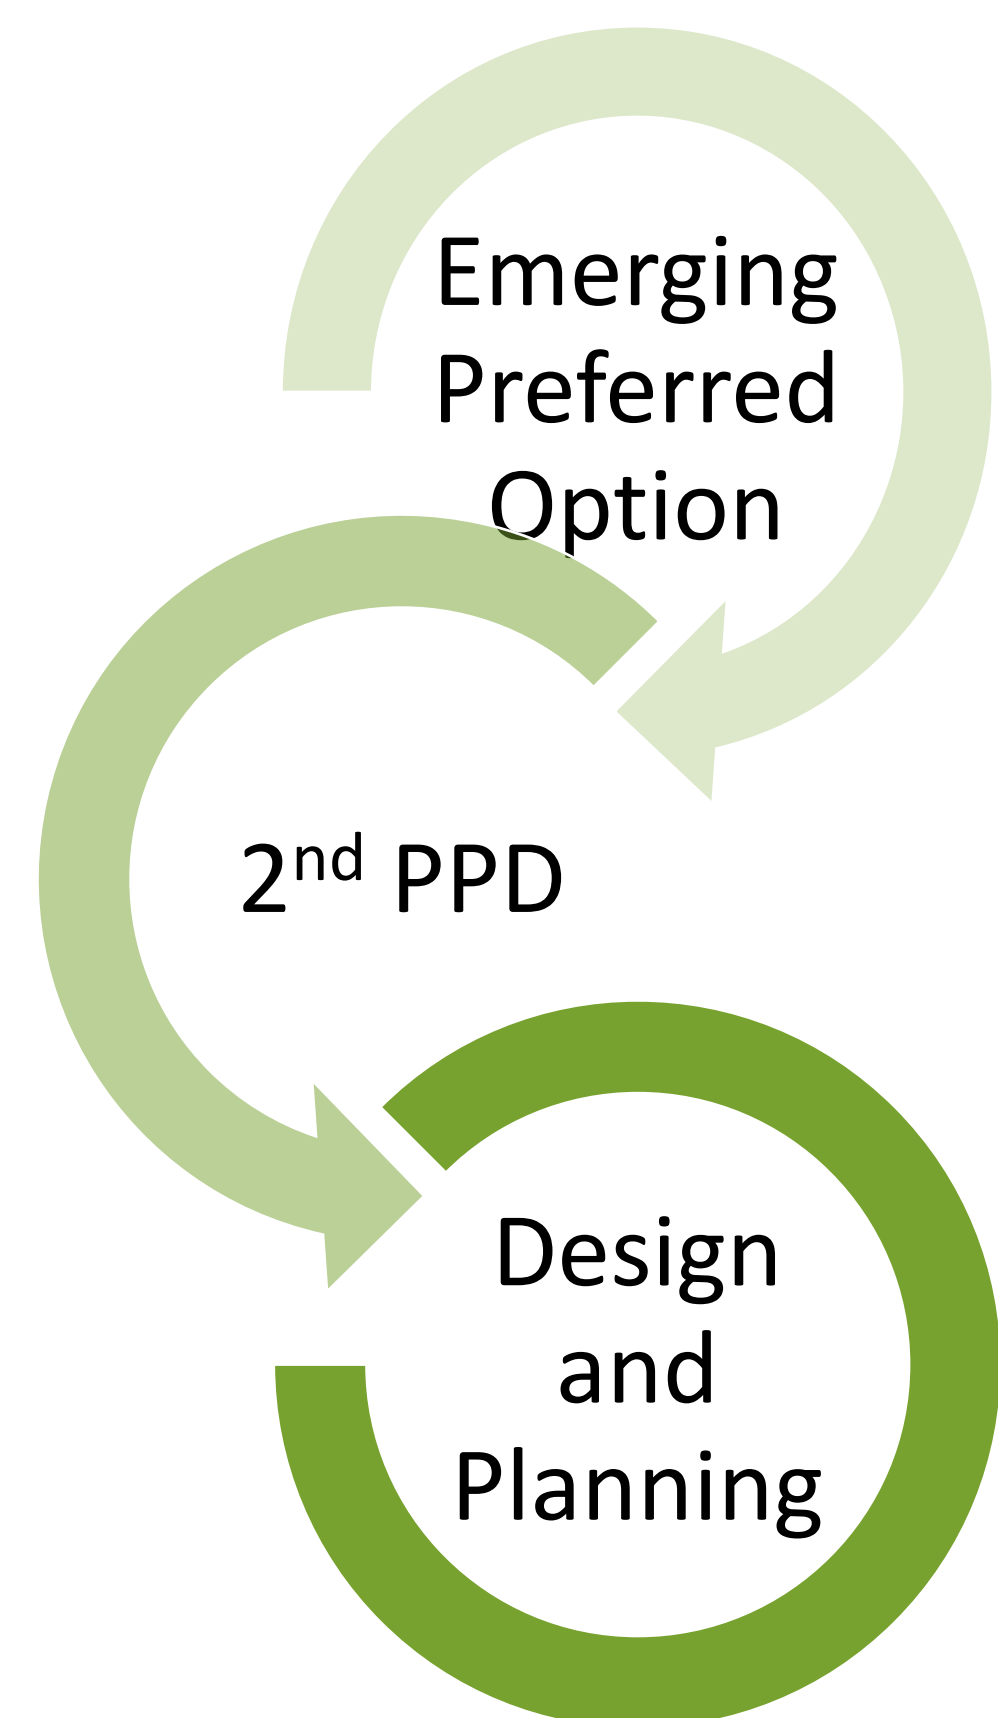 Emerging
Preferred
Option
2nd PPD
Design
and
Planning